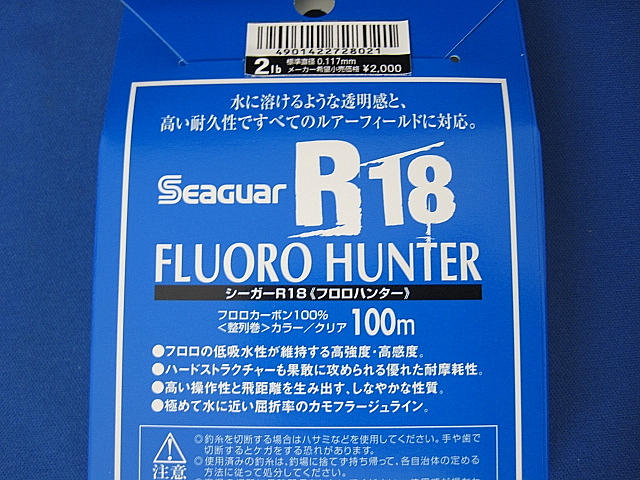 4901422728021
2lb 標準直径 0.117mm
メーカー希望小売価格 ¥2,000
水に溶けるような透明感と、
高い耐久性ですべてのルアーフィールドに対応。
SEAGUAR R18
FLUORO HUNTER
シーガーR18《フロロハンター》
フロロカーボン100%
<整列巻>カラー/クリア 100m
●フロロの低吸水性が維持する高強度・高感度。
●ハードストラクチャーも果敢に攻められる優れた耐摩耗性。
●高い操作性と飛距離を生み出す、しなやかな性質。
●極めて水に近い屈折率のカモフラージュライン。
注意
◎釣糸を切断する場合はハサミなどを使用してください。手や歯で
切断するとケガをする恐れがあります。
◎使用済みの釣糸は、釣場に捨てず持ち帰って、各自治体の定める
方法に従って処分してください。